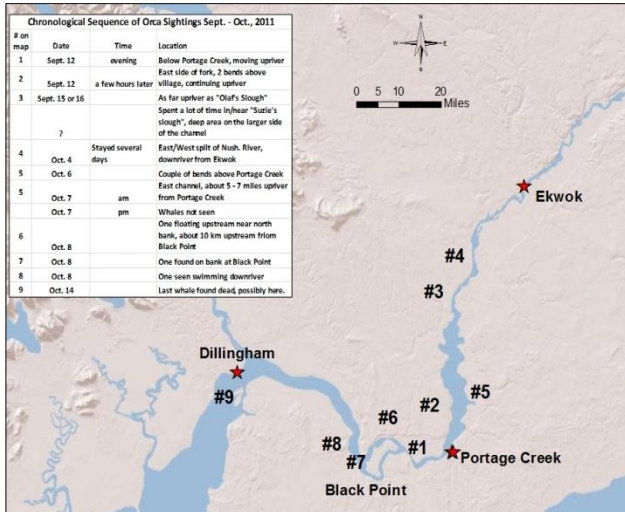 Chronological Sequence of Orca Sightings Sept. - Oct., 2011
# on map Date Time Location
1 Sept. 12 evening Below Portage Creek, moving upriver
2 Sept. 12 a few hours later East side of fork, 2 bends above village, continuing upriver
3 Sept. 15 or 16 As far upriver as "Olaf's Slough"
? Spent a lot of time in/near "Suzie's slough", deep area on the larger side of the channel
4 Oct. 4 Stayed several days East/West split of Nush. River, downriver from Ekwok
5 Oct. 6 Couple of bends above Portage Creek
5 Oct. 7 am East channel, about 5 - 7 miles upriver from Portage Creek
Oct. 7 pm Whales not seen
6 Oct. 8 One floating upstream near north bank, about 10 km upstream from Black Point
7 Oct. 8 One found on bank at Black Point
8 Oct. 8 One seen swimming downriver
9 Oct. 14 Last whale found dead, possibly here.
N
W E
S
0 5 10 20
Miles
Ekwok
#4
#3
Dillingham
#9
#5
#2
#6
#8
#1
#7
Portage Creek
Black Point